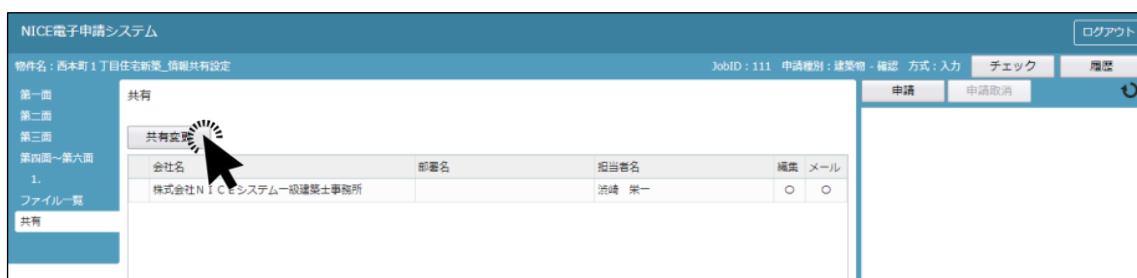 NICE電子申請システム
ログアウト
物件名：西本町１丁目住宅新築_情報共有設定
JobID：111 申請種別：建築物 - 確認 方式：入力
チェック
履歴
第一面
第二面
第三面
第四面～第六面
1.
ファイル一覧
共有
共有
共有変更
会社名 部署名 担当者名 編集 メール
株式会社ＮＩＣＥシステム一級建築士事務所 渋崎 栄一 ○ ○
申請
申請取消